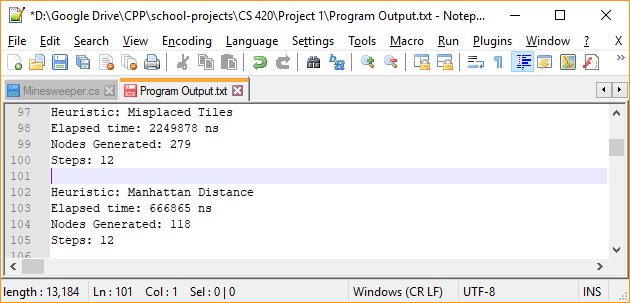 *D:\Google Drive\CPP\school-projects\CS 420\Project 1\Program Output.txt - Notep...
File Edit Search View Encoding Language Settings Tools Macro Run Plugins Window ? X
Minesweeper.cs Program Output.txt
97 Heuristic: Misplaced Tiles
98 Elapsed time: 2249878 ns
99 Nodes Generated: 279
100 Steps: 12
101
102 Heuristic: Manhattan Distance
103 Elapsed time: 666865 ns
104 Nodes Generated: 118
105 Steps: 12
106
length : 13,184 Ln : 101 Col : 1 Sel : 0 | 0 Windows (CR LF) UTF-8 INS